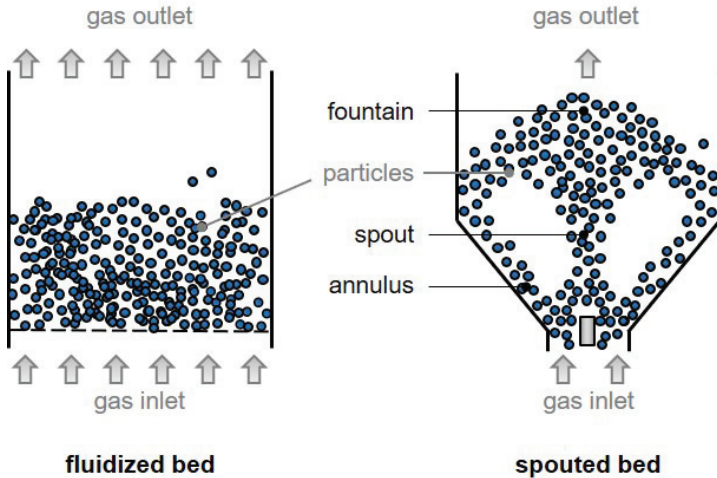 gas outlet
gas outlet
fountain
particles
spout
annulus
gas inlet
gas inlet
fluidized bed
spouted bed